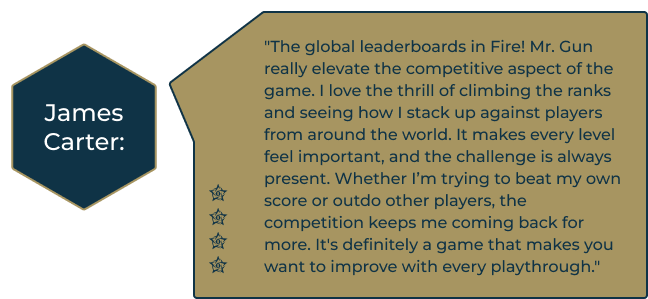 James
Carter:
"The global leaderboards in Fire! Mr. Gun
really elevate the competitive aspect of the
game. I love the thrill of climbing the ranks
and seeing how I stack up against players
from around the world. It makes every level
feel important, and the challenge is always
present. Whether I'm trying to beat my own
score or outdo other players, the
competition keeps me coming back for
more. It's definitely a game that makes you
want to improve with every playthrough."